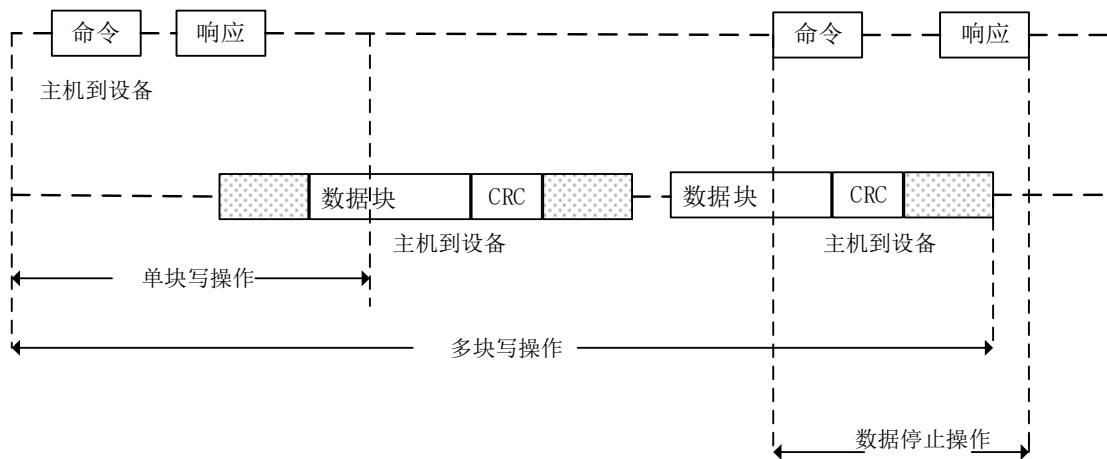 命令 响应 命令 响应
主机到设备
数据块 CRC 数据块 CRC
主机到设备 主机到设备
单块写操作
多块写操作
数据停止操作